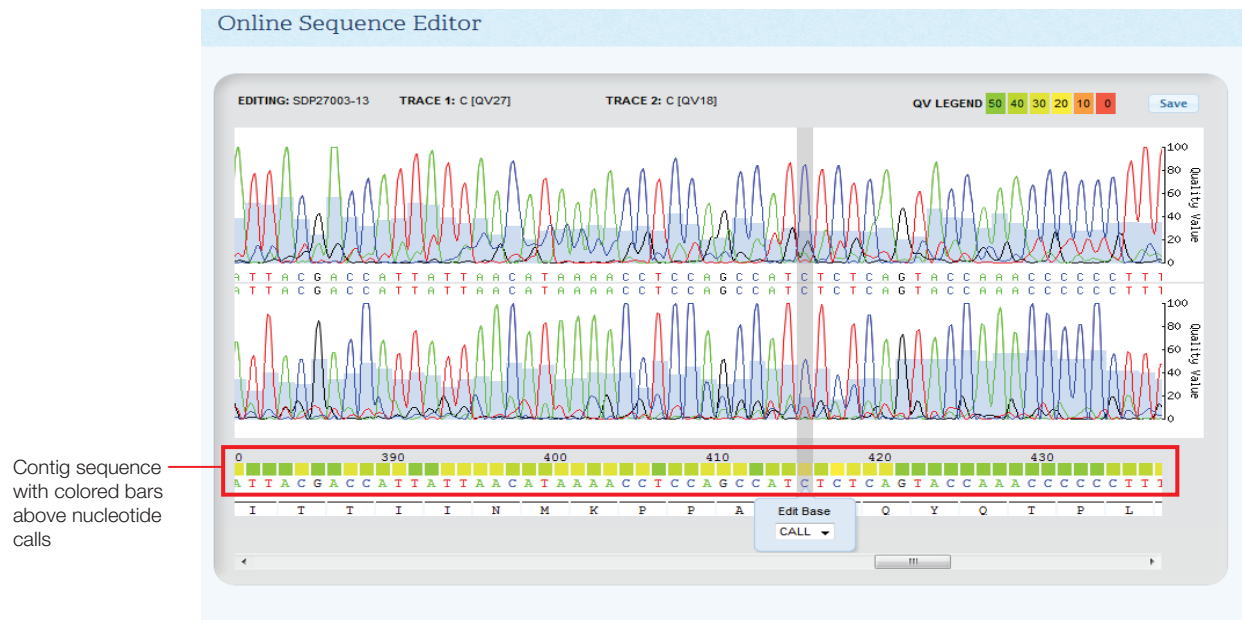 Online Sequence Editor
EDITING: SDP27003-13 TRACE 1: C [QV27] TRACE 2: C [QV18] QV LEGEND 50 40 30 20 10 0 Save
100
80
60
40
20
0
Quality Value
A T T A C G A C C A T T A T T A A C A T A A A A C C T C C A G C C A T C T C T C A G T A C C A A A C C C C C C T T T
A T T A C G A C C A T T A T T A A C A T A A A A C C T C C A G C C A T C T C T C A G T A C C A A A C C C C C C T T T
100
80
60
40
20
0
Quality Value
0 390 400 410 420 430
A T T A C G A C C A T T A T T A A C A T A A A A C C T C C A G C C A T C T C T C A G T A C C A A A C C C C C C T T T
I T T I I N M K P P A Q Y Q T P L
Edit Base
CALL
Contig sequence
with colored bars
above nucleotide
calls